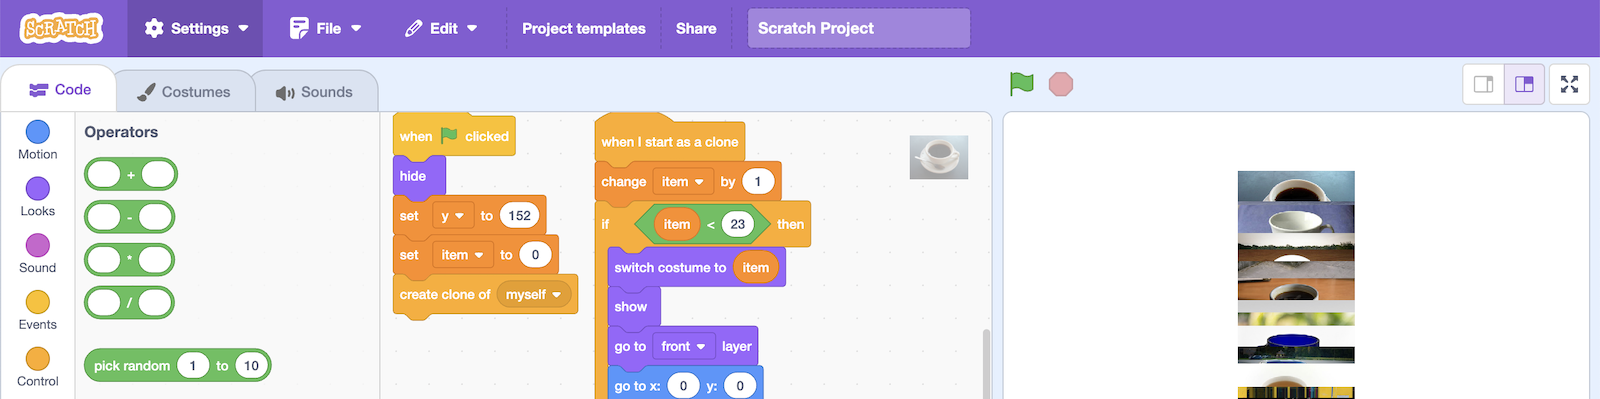 SCRATCH Settings File Edit Project templates Share Scratch Project
Code Costumes Sounds
Motion
Looks
Sound
Events
Control
Operators
+
-
*
/
pick random 1 to 10
when clicked
hide
set y to 152
set item to 0
create clone of myself
when I start as a clone
change item by 1
if item < 23 then
switch costume to item
show
go to front layer
go to x: 0 y: 0